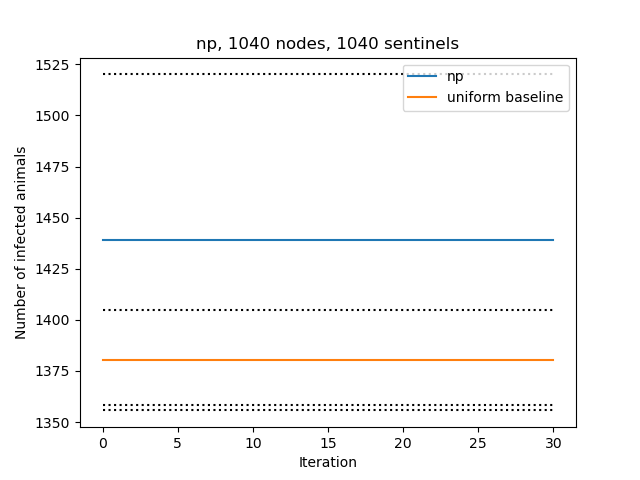 np, 1040 nodes, 1040 sentinels
np
uniform baseline
Number of infected animals
1525
1500
1475
1450
1425
1400
1375
1350
0 5 10 15 20 25 30
Iteration